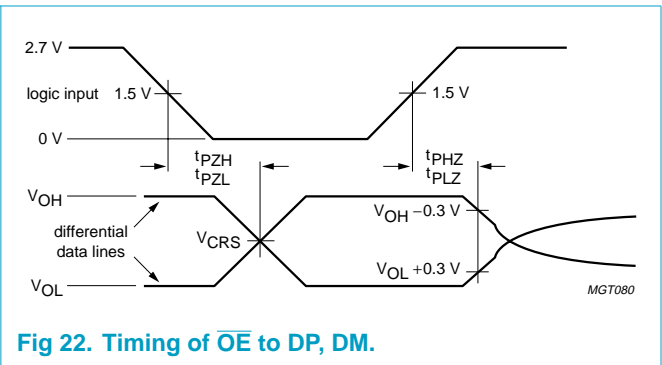 2.7 V
logic input 1.5 V
1.5 V
0 V
tPZH
tPZL
tPHZ
tPLZ
VOH
VOH −0.3 V
differential
data lines
VCRS
VOL +0.3 V
VOL
MGT080
Fig 22. Timing of O̅E̅ to DP, DM.